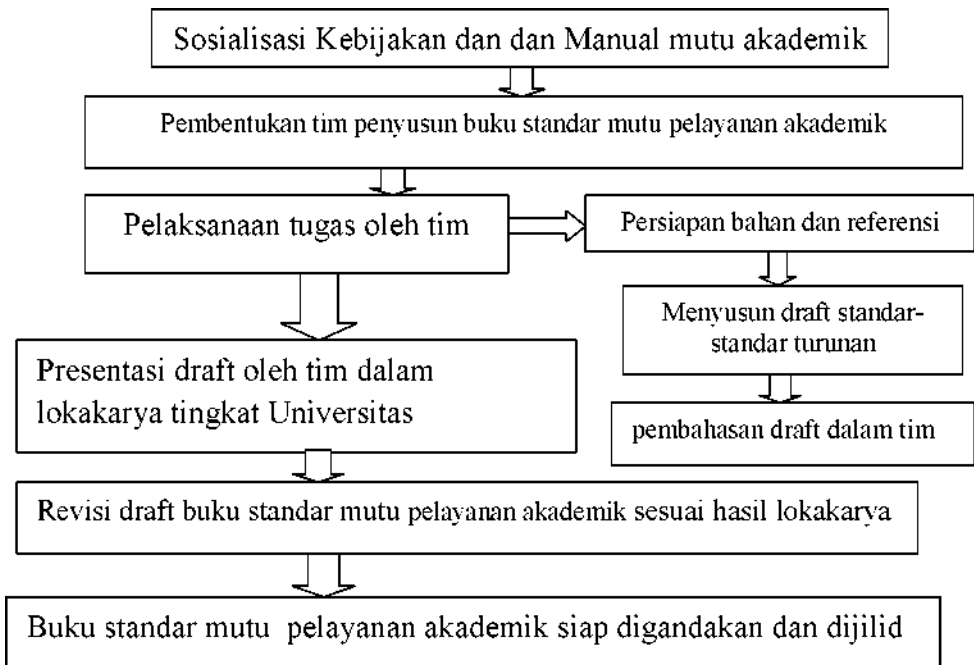 Sosialisasi Kebijakan dan dan Manual mutu akademik
Pembentukan tim penyusun buku standar mutu pelayanan akademik
Pelaksanaan tugas oleh tim
Persiapan bahan dan referensi
Menyusun draft standar-
standar turunan
pembahasan draft dalam tim
Presentasi draft oleh tim dalam
lokakarya tingkat Universitas
Revisi draft buku standar mutu pelayanan akademik sesuai hasil lokakarya
Buku standar mutu pelayanan akademik siap digandakan dan dijilid